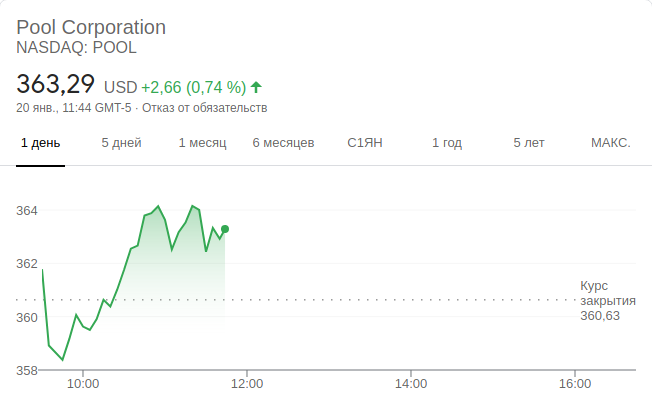 Pool Corporation
NASDAQ: POOL
363,29 USD +2,66 (0,74 %)
20 янв., 11:44 GMT-5 · Отказ от обязательств
1 день 5 дней 1 месяц 6 месяцев С1ЯН 1 год 5 лет МАКС.
364
362
Курс
закрытия
360,63
360
358
10:00 12:00 14:00 16:00